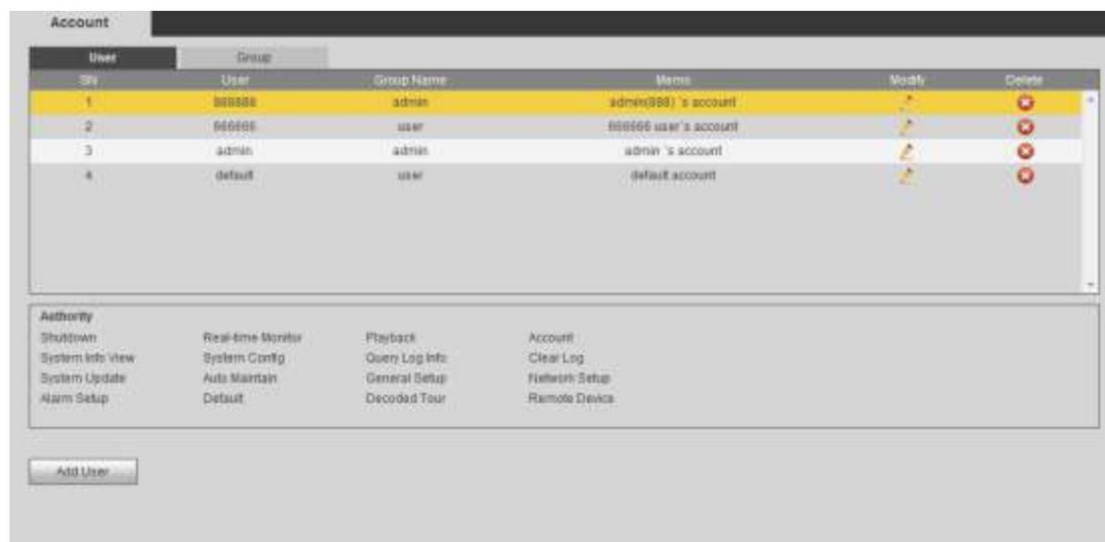 Account
User Group
SN User Group Name Memo Modify Delete
1 888888 admin admin(888) 's account
2 666666 user 666666 user's account
3 admin admin admin 's account
4 default user default account
Authority
Shutdown Real-time Monitor Playback Account
System Info View System Config Query Log Info Clear Log
System Update Auto Maintain General Setup Network Setup
Alarm Setup Default Decoded Tour Remote Device
Add User